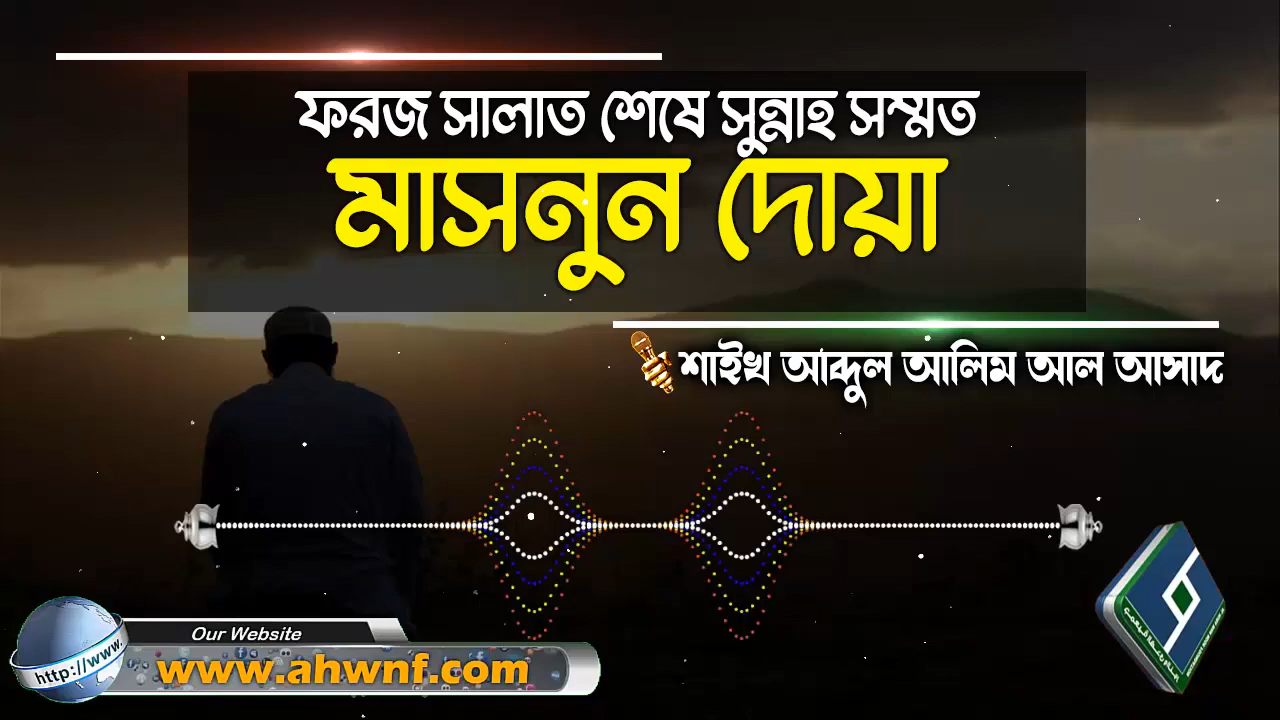 ফরজ সালাত শেষে সুন্নাহ সম্মত
মাসনুন দোয়া
শাইখ আব্দুল আলিম আল আসাদ
Our Website
http://www.
www.ahwnf.com